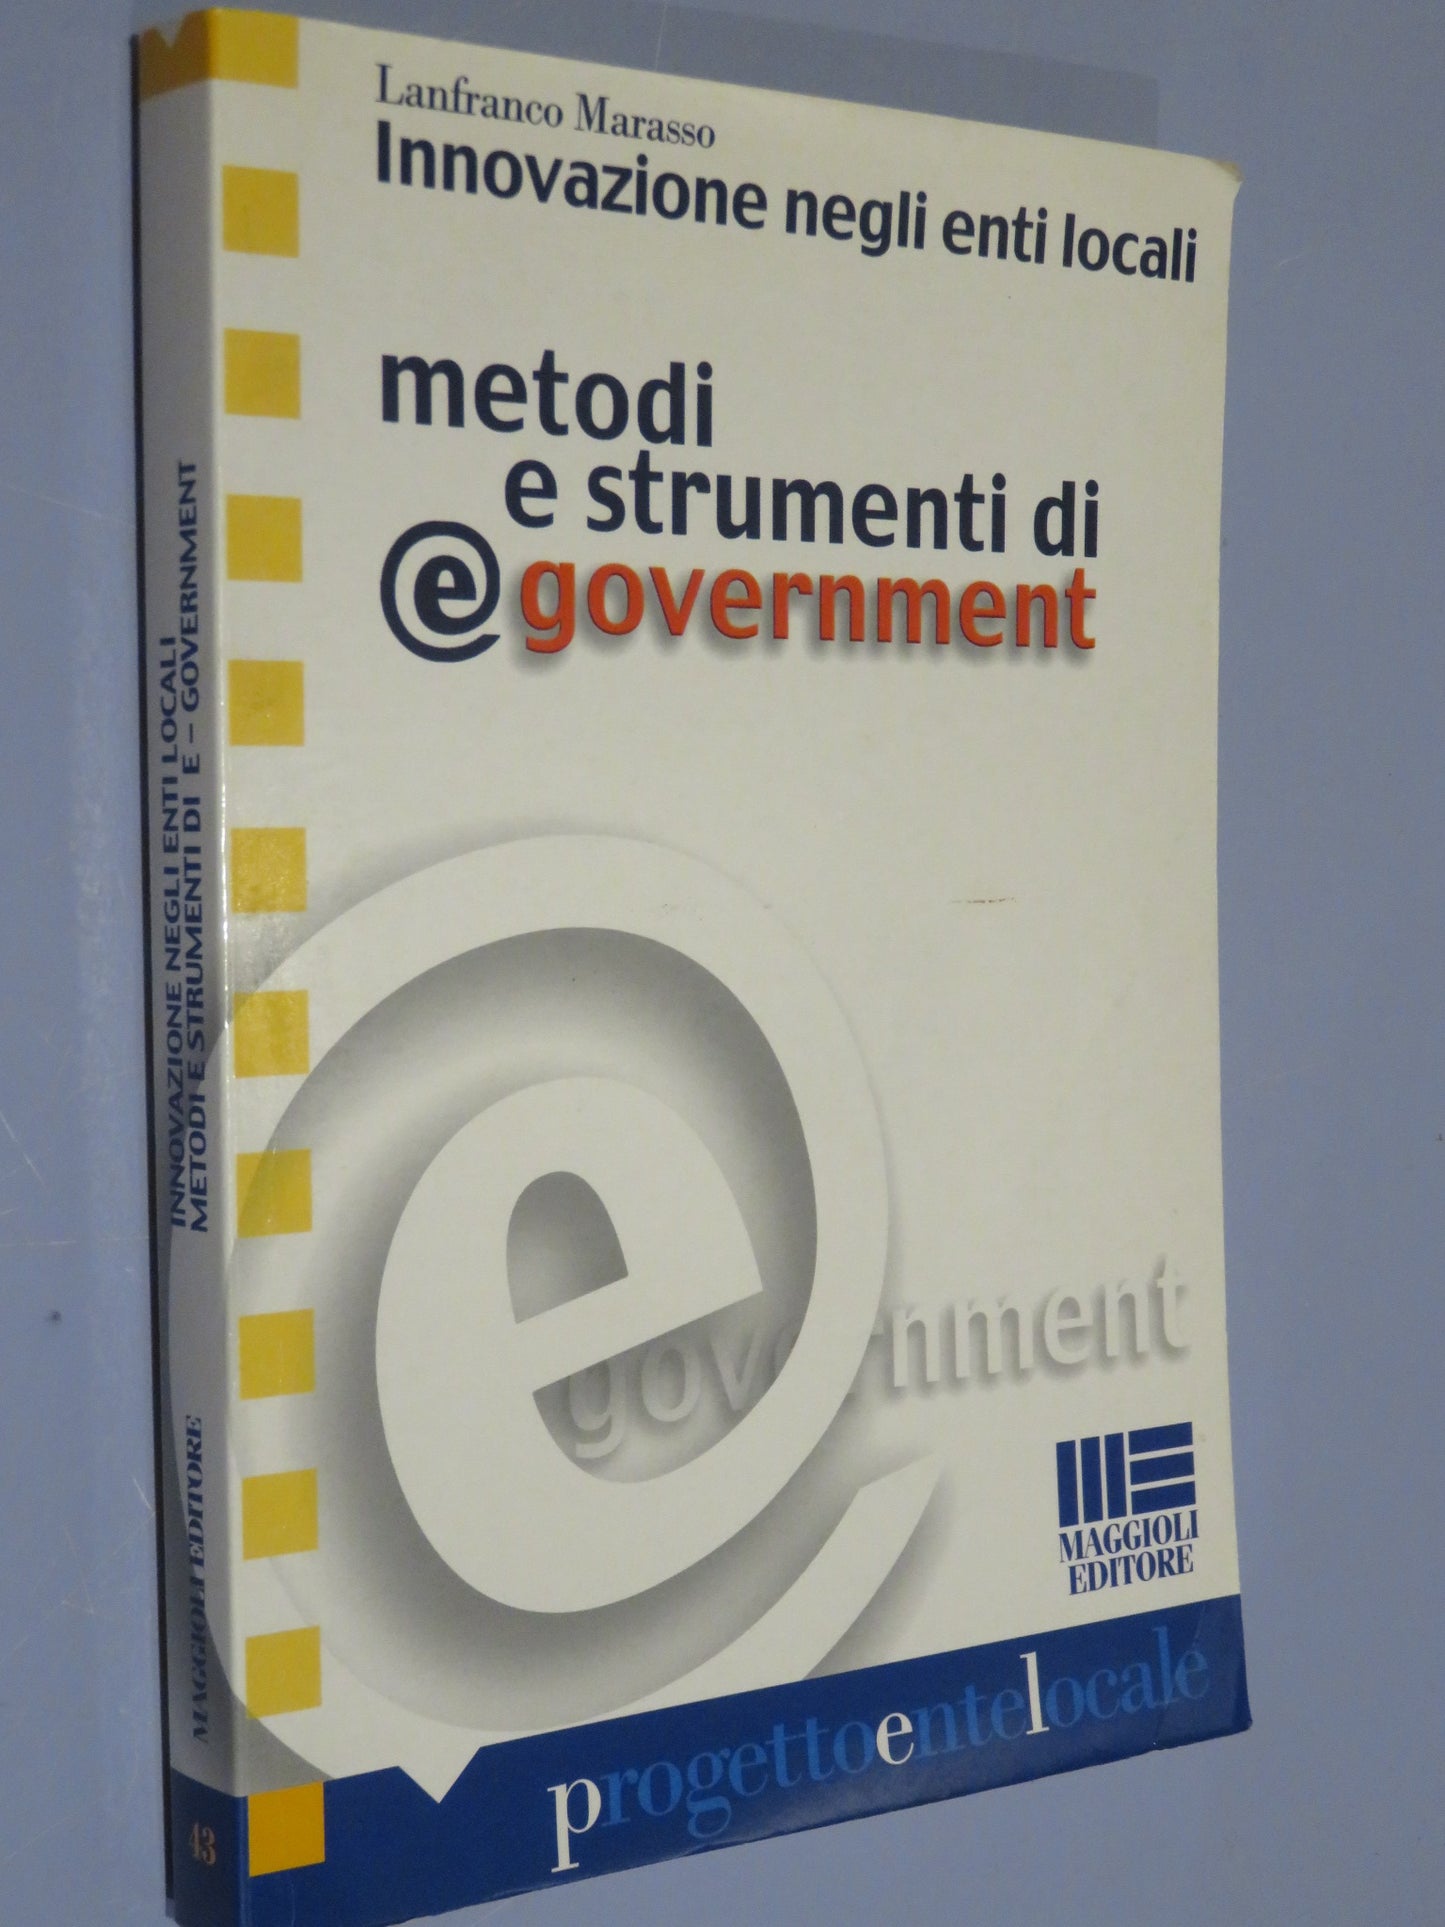 Lanfranco Marasso
Innovazione negli enti locali
metodi
e strumenti di
@ government
government
MAGGIOLI
EDITORE
progettoentelocale
INNOVAZIONE NEGLI ENTI LOCALI
METODI E STRUMENTI DI E – GOVERNMENT
MAGGIOLI EDITORE
43